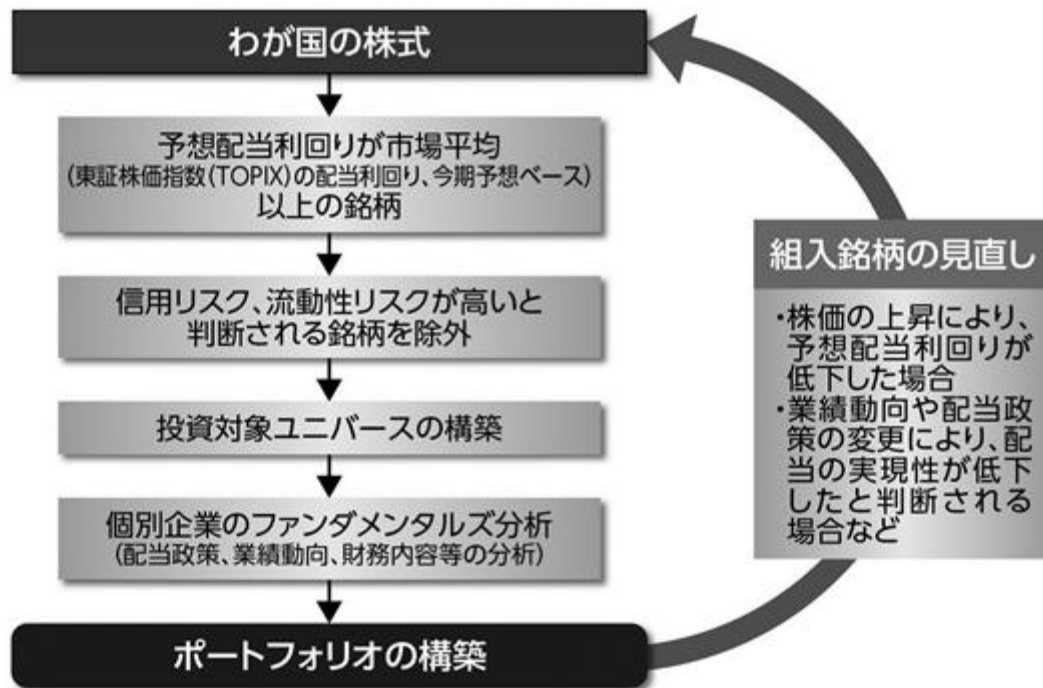 わが国の株式
予想配当利回りが市場平均
(東証株価指数(TOPIX)の配当利回り、今期予想ベース)
以上の銘柄
信用リスク、流動性リスクが高いと
判断される銘柄を除外
投資対象ユニバースの構築
個別企業のファンダメンタルズ分析
(配当政策、業績動向、財務内容等の分析)
ポートフォリオの構築
組入銘柄の見直し
・株価の上昇により、
予想配当利回りが
低下した場合
・業績動向や配当政
策の変更により、配
当の実現性が低下
したと判断される
場合など